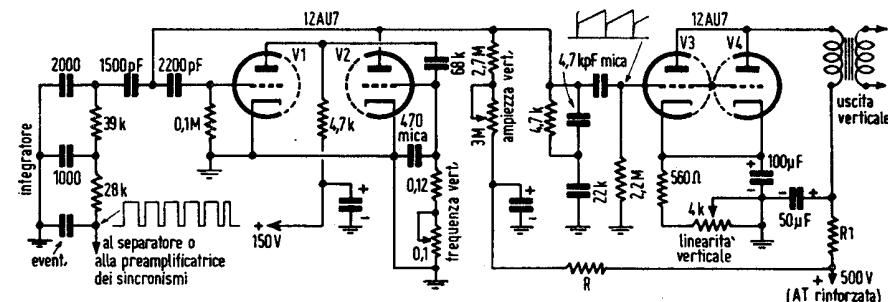 12AU7
12AU7
2000
1500pF
2200pF
V1
V2
68k
2,7M
4,7kpF mica
V3
V4
integratore
39k
0,1M
4,7k
470
mica
3M
ampiezza vert.
4,7k
2,2M
560Ω
100µF
uscita
verticale
1000
28k
0,12
frequenza vert.
0,1
22k
4k
50µF
linearità
verticale
R1
+
150V
event.
al separatore o
alla preamplificatrice
dei sincronismi
+
-
+
-
+
-
-
+
R
+
500V
(AT rinforzata)